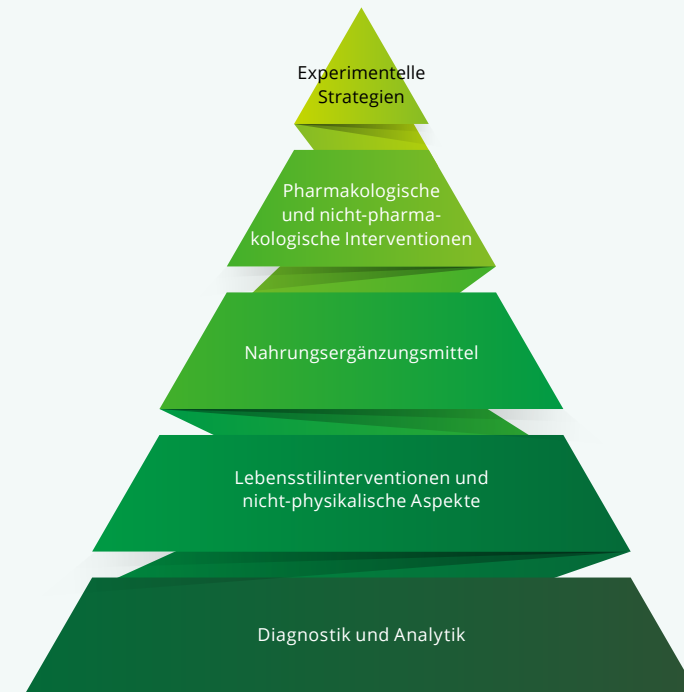 Experimentelle
Strategien
Pharmakologische
und nicht-pharma-
kologische Interventionen
Nahrungsergänzungsmittel
Lebensstilinterventionen und
nicht-physikalische Aspekte
Diagnostik und Analytik